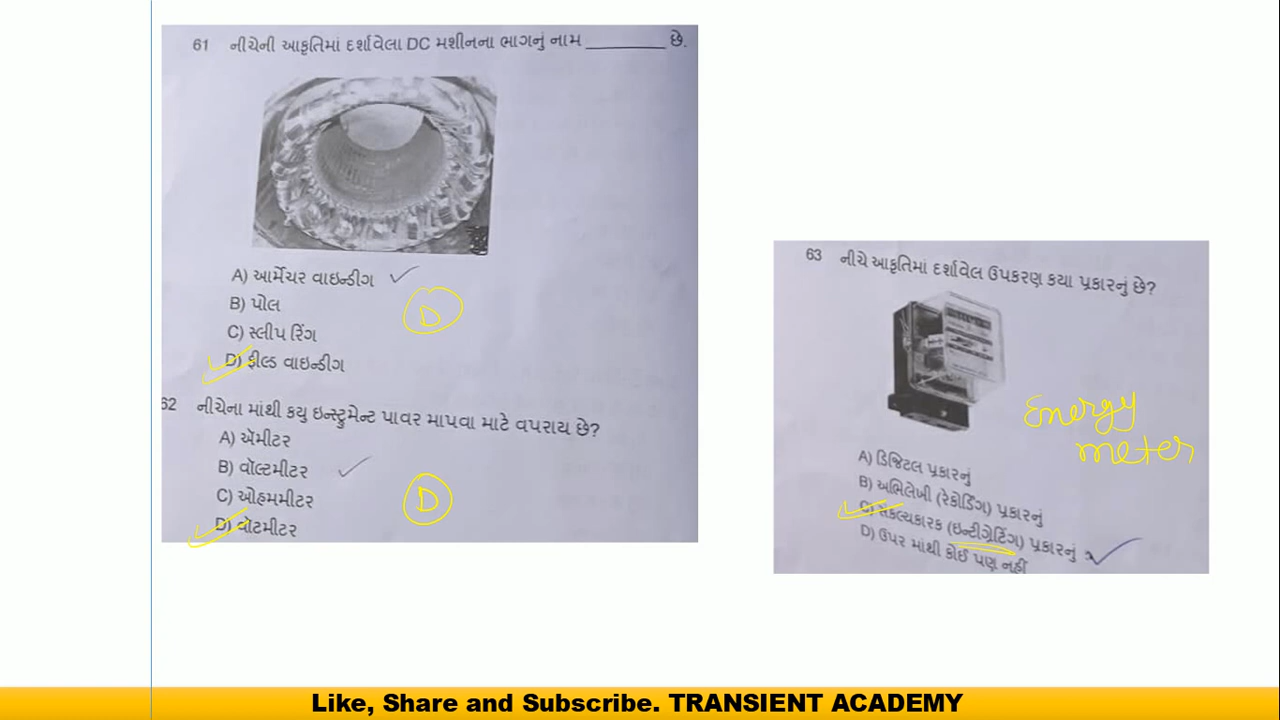 61 નીચેની આકૃતિમાં દર્શાવેલા DC મશીનના ભાગનું નામ _________ છે.
A) આર્મેચર વાઇન્ડીગ
B) પોલ
C) સ્લીપ રિંગ
D) ફીલ્ડ વાઇન્ડીગ
D
62 નીચેના માંથી કયુ ઇન્સ્ટ્રુમેન્ટ પાવર માપવા માટે વપરાય છે?
A) ઍમીટર
B) વૉલ્ટમીટર
C) ઓહમમીટર
D) વૉટમીટર
D
63 નીચે આકૃતિમાં દર્શાવેલ ઉપકરણ કયા પ્રકારનું છે?
Energy
meter
A) ડિજિટલ પ્રકારનું
B) અભિલેખી (રેકોર્ડિંગ) પ્રકારનું
C) સંકલ્યકારક (ઇન્ટીગ્રેટિંગ) પ્રકારનું
D) ઉપર માંથી કોઈ પણ નહીં
Like, Share and Subscribe. TRANSIENT ACADEMY